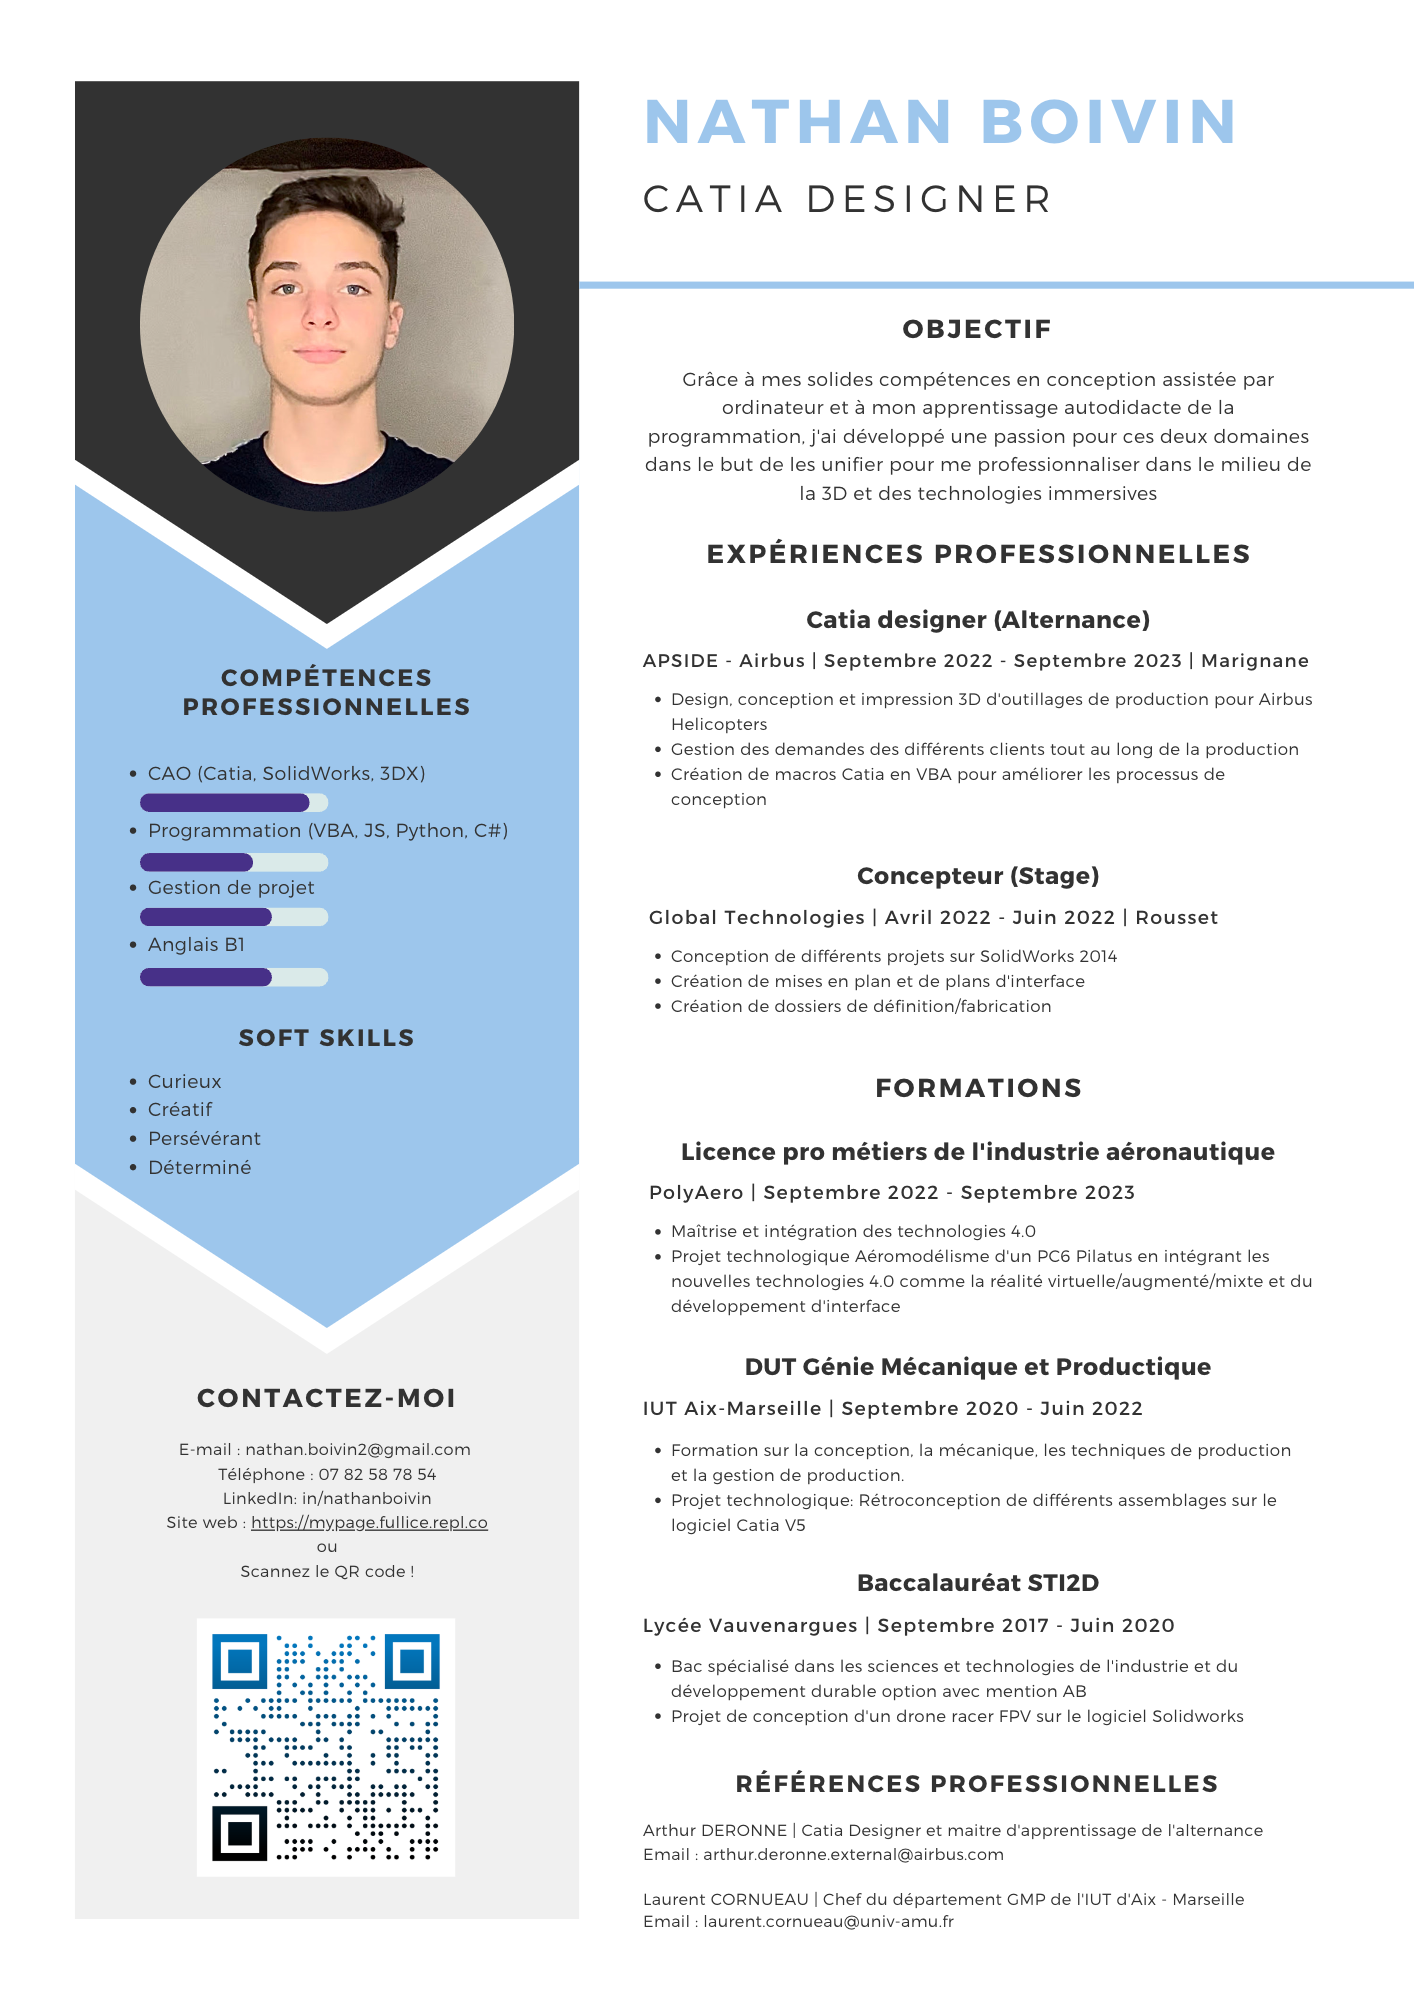 NATHAN BOIVIN
CATIA DESIGNER
COMPÉTENCES
PROFESSIONNELLES
• CAO (Catia, SolidWorks, 3DX)
• Programmation (VBA, JS, Python, C#)
• Gestion de projet
• Anglais B1
SOFT SKILLS
• Curieux
• Créatif
• Persévérant
• Déterminé
CONTACTEZ-MOI
E-mail : nathan.boivin2@gmail.com
Téléphone : 07 82 58 78 54
LinkedIn: in/nathanboivin
Site web : https://mypage.fullice.repl.co
ou
Scannez le QR code !
OBJECTIF
Grâce à mes solides compétences en conception assistée par
ordinateur et à mon apprentissage autodidacte de la
programmation, j'ai développé une passion pour ces deux domaines
dans le but de les unifier pour me professionnaliser dans le milieu de
la 3D et des technologies immersives
EXPÉRIENCES PROFESSIONNELLES
Catia designer (Alternance)
APSIDE - Airbus | Septembre 2022 - Septembre 2023 | Marignane
• Design, conception et impression 3D d'outillages de production pour Airbus
Helicopters
• Gestion des demandes des différents clients tout au long de la production
• Création de macros Catia en VBA pour améliorer les processus de
conception
Concepteur (Stage)
Global Technologies | Avril 2022 - Juin 2022 | Rousset
• Conception de différents projets sur SolidWorks 2014
• Création de mises en plan et de plans d'interface
• Création de dossiers de définition/fabrication
FORMATIONS
Licence pro métiers de l'industrie aéronautique
PolyAero | Septembre 2022 - Septembre 2023
• Maîtrise et intégration des technologies 4.0
• Projet technologique Aéromodélisme d'un PC6 Pilatus en intégrant les
nouvelles technologies 4.0 comme la réalité virtuelle/augmenté/mixte et du
développement d'interface
DUT Génie Mécanique et Productique
IUT Aix-Marseille | Septembre 2020 - Juin 2022
• Formation sur la conception, la mécanique, les techniques de production
et la gestion de production.
• Projet technologique: Rétroconception de différents assemblages sur le
logiciel Catia V5
Baccalauréat STI2D
Lycée Vauvenargues | Septembre 2017 - Juin 2020
• Bac spécialisé dans les sciences et technologies de l'industrie et du
développement durable option avec mention AB
• Projet de conception d'un drone racer FPV sur le logiciel Solidworks
RÉFÉRENCES PROFESSIONNELLES
Arthur DERONNE | Catia Designer et maitre d'apprentissage de l'alternance
Email : arthur.deronne.external@airbus.com
Laurent CORNUEAU | Chef du département GMP de l'IUT d'Aix - Marseille
Email : laurent.cornueau@univ-amu.fr